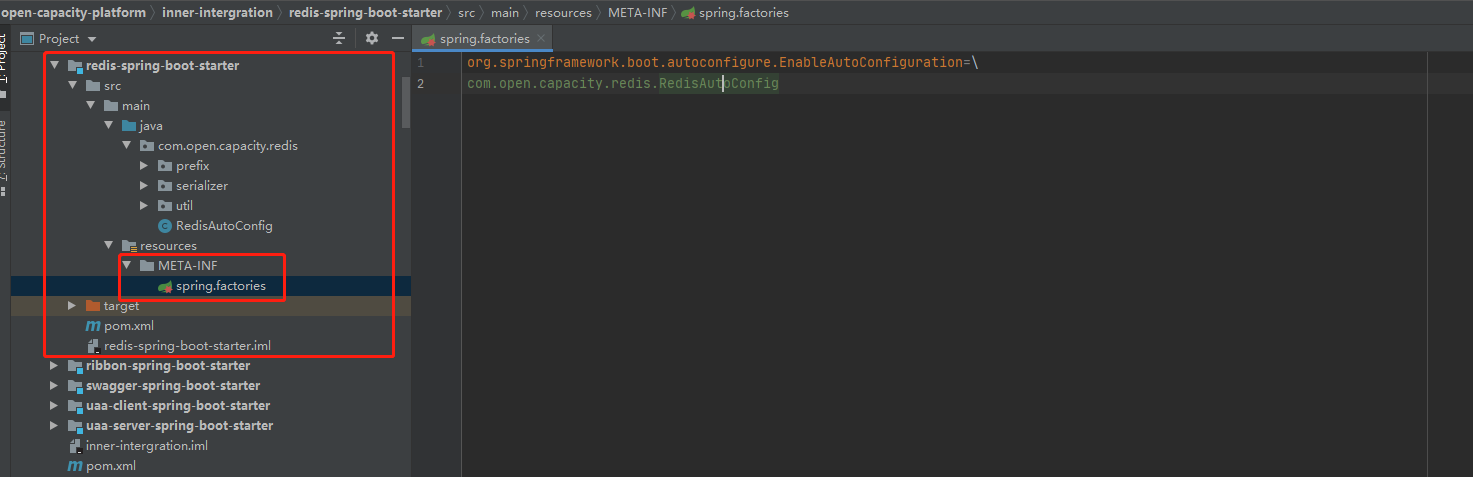 open-capacity-platform inner-intergration redis-spring-boot-starter src main resources META-INF spring.factories
1: Project
Project
spring.factories
redis-spring-boot-starter
src
main
java
com.open.capacity.redis
prefix
serializer
util
RedisAutoConfig
resources
META-INF
spring.factories
target
pom.xml
redis-spring-boot-starter.iml
ribbon-spring-boot-starter
swagger-spring-boot-starter
uaa-client-spring-boot-starter
uaa-server-spring-boot-starter
inner-intergration.iml
pom.xml
7: Structure
1 org.springframework.boot.autoconfigure.EnableAutoConfiguration=\
2 com.open.capacity.redis.RedisAutoConfig